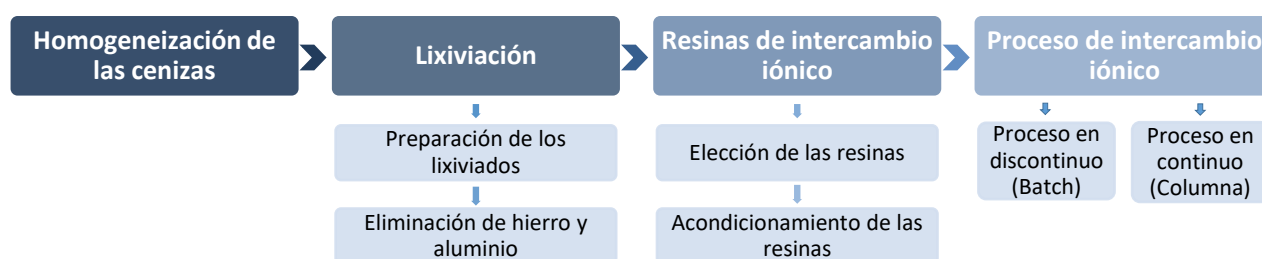 Homogeneización de
las cenizas
Lixiviación
Preparación de los
lixiviados
Eliminación de hierro y
aluminio
Resinas de intercambio
iónico
Elección de las resinas
Acondicionamiento de las
resinas
Proceso de intercambio
iónico
Proceso en
discontinuo
(Batch)
Proceso en
continuo
(Columna)